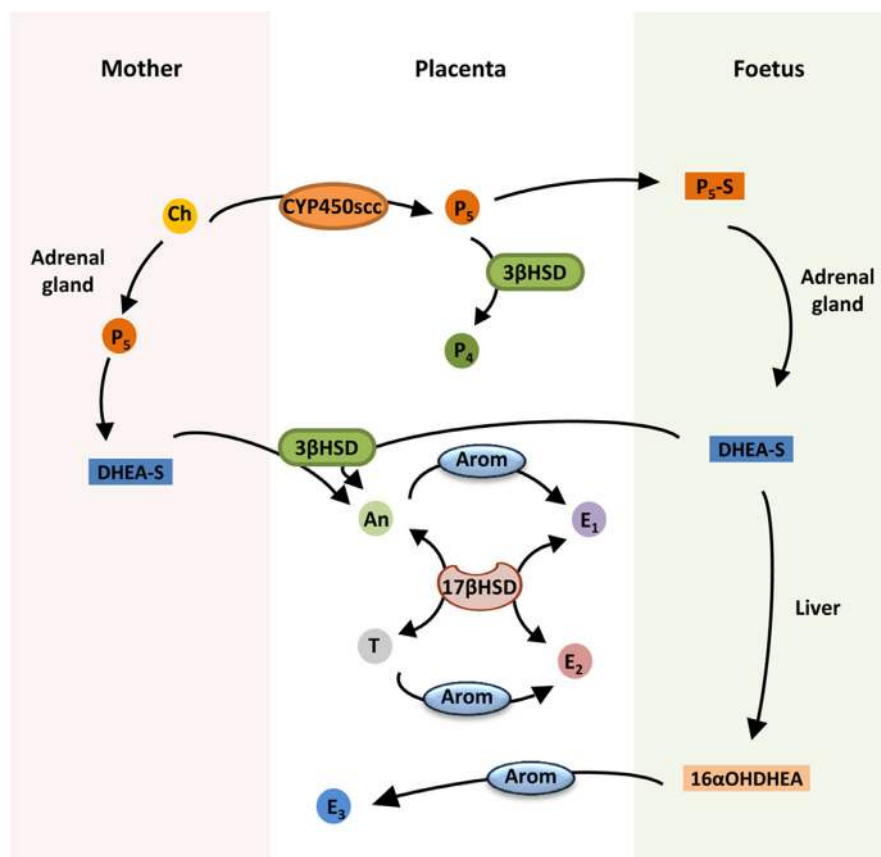 Mother
Placenta
Foetus
Ch
CYP450scc
P₅
P₅-S
Adrenal
gland
3βHSD
Adrenal
gland
P₅
P₄
DHEA-S
3βHSD
Arom
DHEA-S
An
E₁
17βHSD
Liver
T
E₂
Arom
Arom
16αOHDHEA
E₃